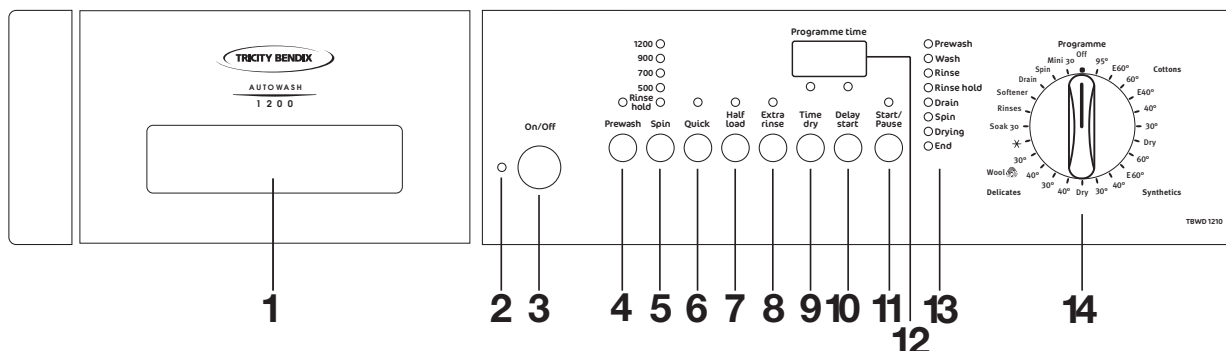 TRICITY BENDIX
AUTOWASH
1200
On/Off
1200
900
700
500
Rinse
hold
Prewash
Spin
Quick
Half
load
Extra
rinse
Time
dry
Delay
start
Start/
Pause
Programme time
Prewash
Wash
Rinse
Rinse hold
Drain
Spin
Drying
End
Programme
Off
95°
E60°
60°
E40°
40°
30°
Dry
60°
E60°
40°
30°
Dry
40°
30°
40°
Wool
30°
Soak 30
Rinses
Softener
Drain
Spin
Mini 30
Cottons
Synthetics
Delicates
TBWD 1210
1 2 3 4 5 6 7 8 9 10 11 12 13 14